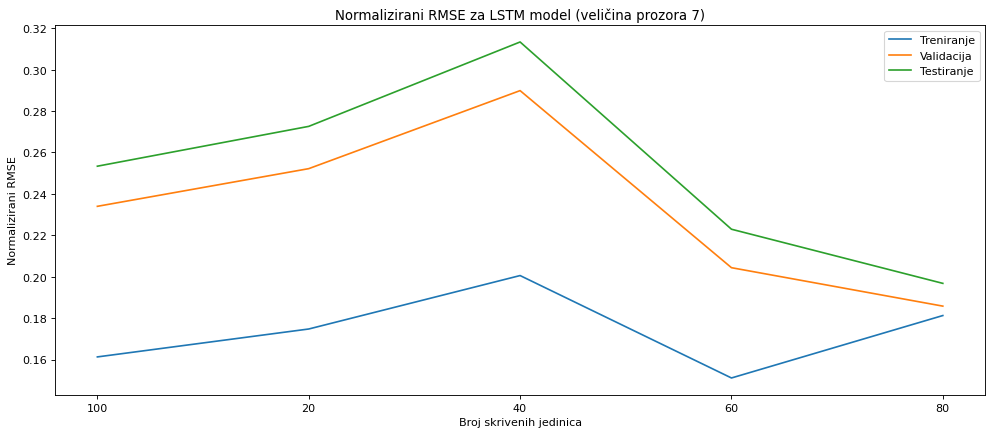 Normalizirani RMSE za LSTM model (veličina prozora 7)
Treniranje
Validacija
Testiranje
Normalizirani RMSE
0.32
0.30
0.28
0.26
0.24
0.22
0.20
0.18
0.16
100 20 40 60 80
Broj skrivenih jedinica